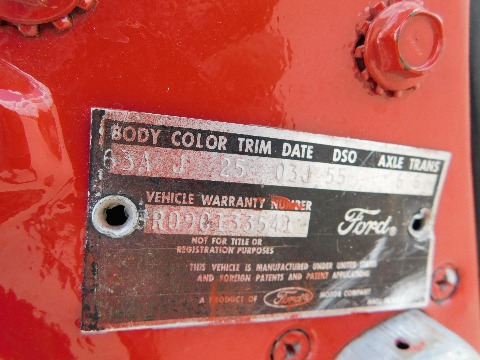 BODY COLOR TRIM DATE DSO AXLE TRANS
63A J 25 03J 55 6 6
VEHICLE WARRANTY NUMBER
Ford
NOT FOR TITLE OR
REGISTRATION PURPOSES
THIS VEHICLE IS MANUFACTURED UNDER UNITED STATES
AND FOREIGN PATENTS AND PATENT APPLICATIONS
A PRODUCT OF Ford MOTOR COMPANY